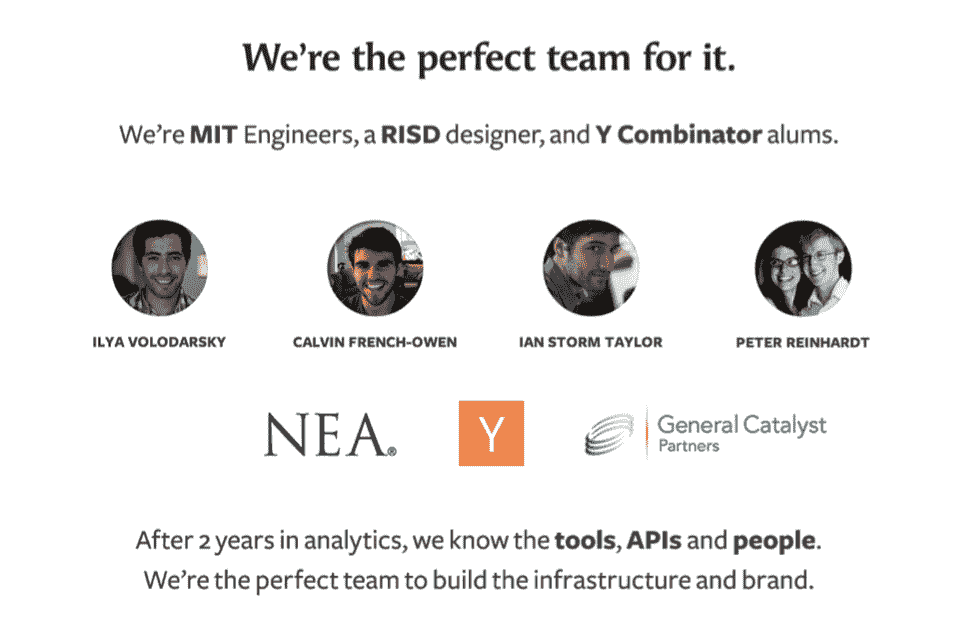 We're the perfect team for it.
We're MIT Engineers, a RISD designer, and Y Combinator alums.
ILYA VOLODARSKY
CALVIN FRENCH-OWEN
IAN STORM TAYLOR
PETER REINHARDT
NEA®
Y
General Catalyst
Partners
After 2 years in analytics, we know the tools, APIs and people.
We're the perfect team to build the infrastructure and brand.